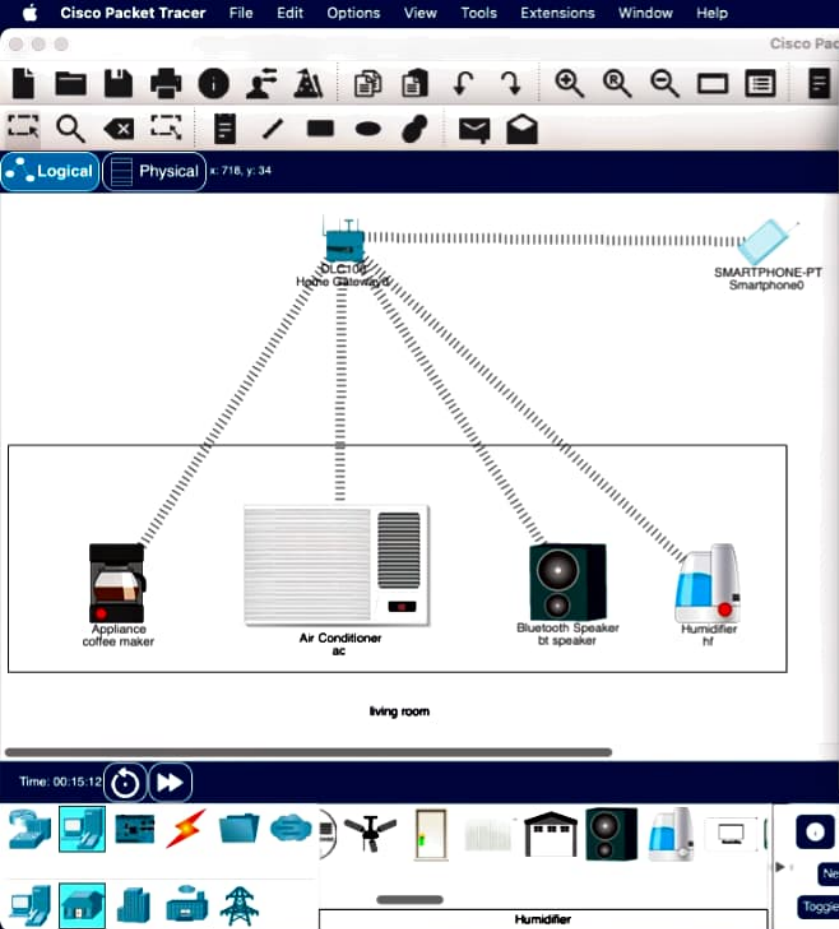 Cisco Packet Tracer File Edit Options View Tools Extensions Window Help
Cisco Pac
Logical Physical x: 718, y: 34
DLC100
SMARTPHONE-PT
Smartphone0
Appliance
coffee maker
Air Conditioner
ac
Bluetooth Speaker
bt speaker
Humidifier
hf
living room
Time: 00:15:12
Ne
Toggle
Humidifier